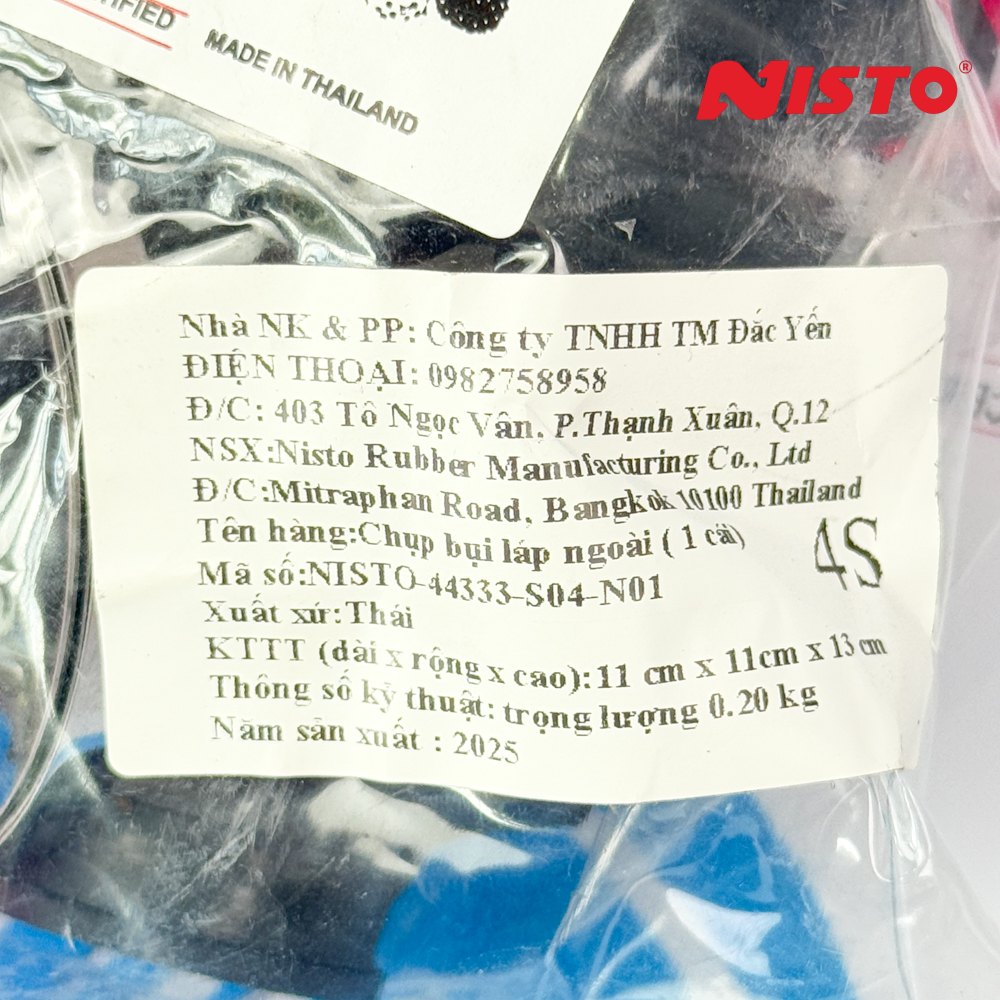 MADE IN THAILAND
NISTO®
Nhà NK & PP: Công ty TNHH TM Đắc Yến
ĐIỆN THOẠI: 0982758958
Đ/C: 403 Tô Ngọc Vân, P.Thạnh Xuân, Q.12
NSX:Nisto Rubber Manufacturing Co., Ltd
Đ/C:Mitraphan Road, Bangkok 10100 Thailand
Tên hàng:Chụp bụi láp ngoài ( 1 cái)
4S
Mã số:NISTO-44333-S04-N01
Xuất xứ:Thái
KTTT (dài x rộng x cao):11 cm x 11cm x 13 cm
Thông số kỹ thuật: trọng lượng 0.20 kg
Năm sản xuất : 2025